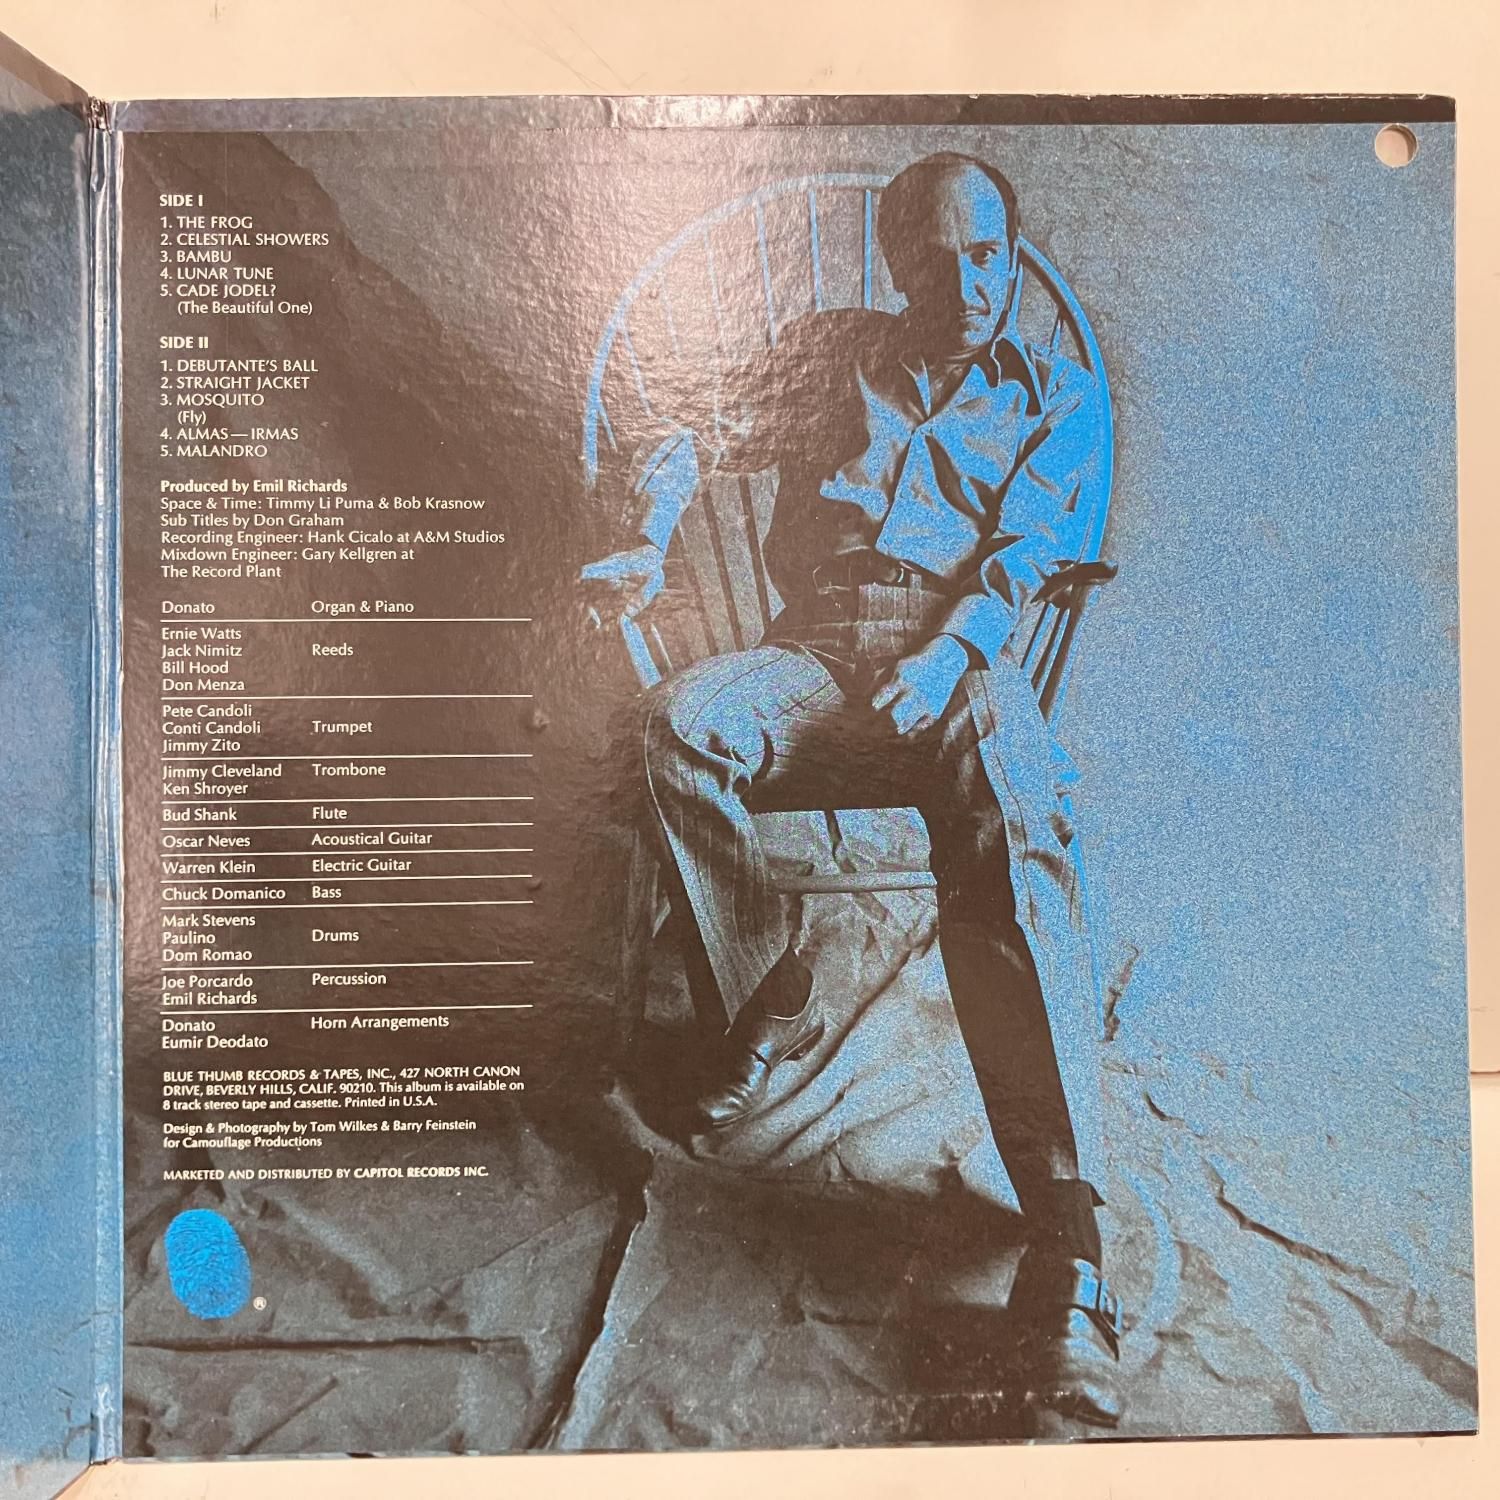 SIDE I
1. THE FROG
2. CELESTIAL SHOWERS
3. BAMBU
4. LUNAR TUNE
5. CADE JODEL?
(The Beautiful One)
SIDE II
1. DEBUTANTE'S BALL
2. STRAIGHT JACKET
3. MOSQUITO
(Fly)
4. ALMAS—IRMAS
5. MALANDRO
Produced by Emil Richards
Space & Time: Timmy Li Puma & Bob Krasnow
Sub Titles by Don Graham
Recording Engineer: Hank Cicalo at A&M Studios
Mixdown Engineer: Gary Kellgren at
The Record Plant
Donato Organ & Piano
Ernie Watts
Jack Nimitz Reeds
Bill Hood
Don Menza
Pete Candoli
Conti Candoli Trumpet
Jimmy Zito
Jimmy Cleveland Trombone
Ken Shroyer
Bud Shank Flute
Oscar Neves Acoustical Guitar
Warren Klein Electric Guitar
Chuck Domanico Bass
Mark Stevens
Paulino Drums
Dom Romao
Joe Porcardo Percussion
Emil Richards
Donato Horn Arrangements
Eumir Deodato
BLUE THUMB RECORDS & TAPES, INC., 427 NORTH CANON
DRIVE, BEVERLY HILLS, CALIF. 90210. This album is available on
8 track stereo tape and cassette. Printed in U.S.A.
Design & Photography by Tom Wilkes & Barry Feinstein
for Camouflage Productions
MARKETED AND DISTRIBUTED BY CAPITOL RECORDS INC.
®